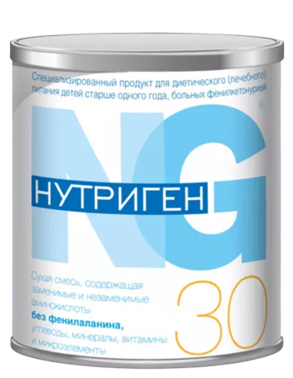 Специализированный продукт для диетического (лечебного)
питания детей старше одного года, больных фенилкетонурией
NG
НУТРИГЕН
Сухая смесь, содержащая
заменимые и незаменимые
аминокислоты
без фенилаланина,
углеводы, минералы, витамины
и микроэлементы
30